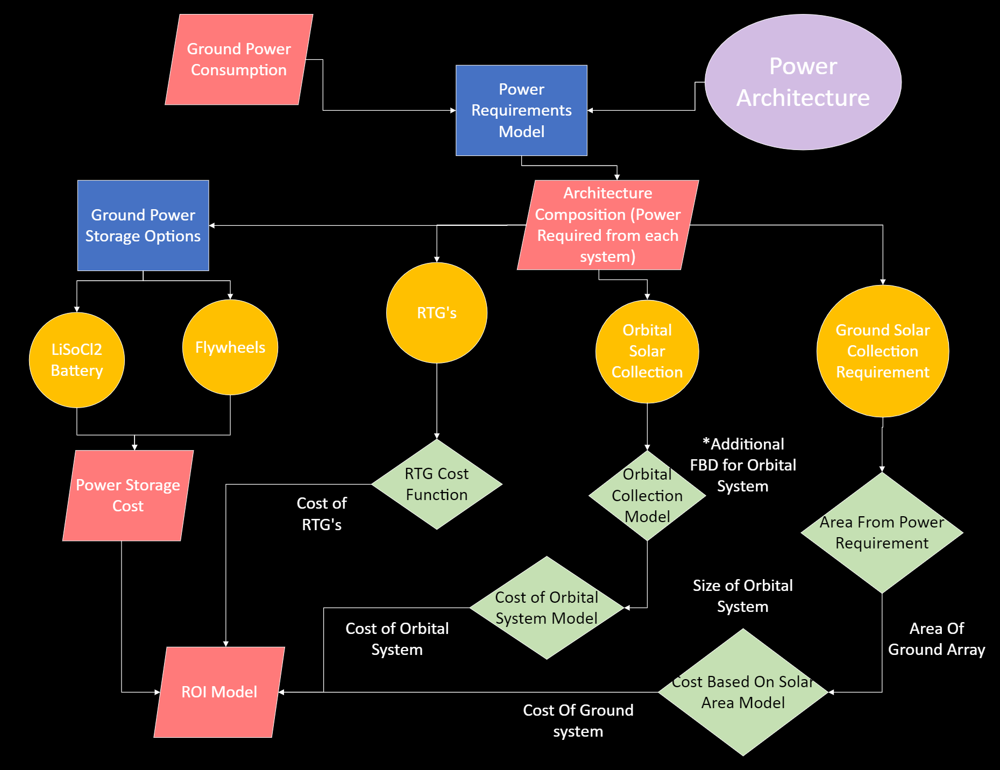 Ground Power
Consumption
Power
Architecture
Power
Requirements
Model
Architecture
Composition (Power
Required from each
system)
Ground Power
Storage Options
RTG's
LiSoCl2
Battery
Flywheels
Orbital
Solar
Collection
Ground Solar
Collection
Requirement
*Additional
FBD for Orbital
System
Power Storage
Cost
RTG Cost
Function
Orbital
Collection
Model
Cost of
RTG's
Area From Power
Requirement
Cost of Orbital
System Model
Size of Orbital
System
Cost of Orbital
System
Area Of
Ground Array
ROI Model
Cost Based On Solar
Area Model
Cost Of Ground
system